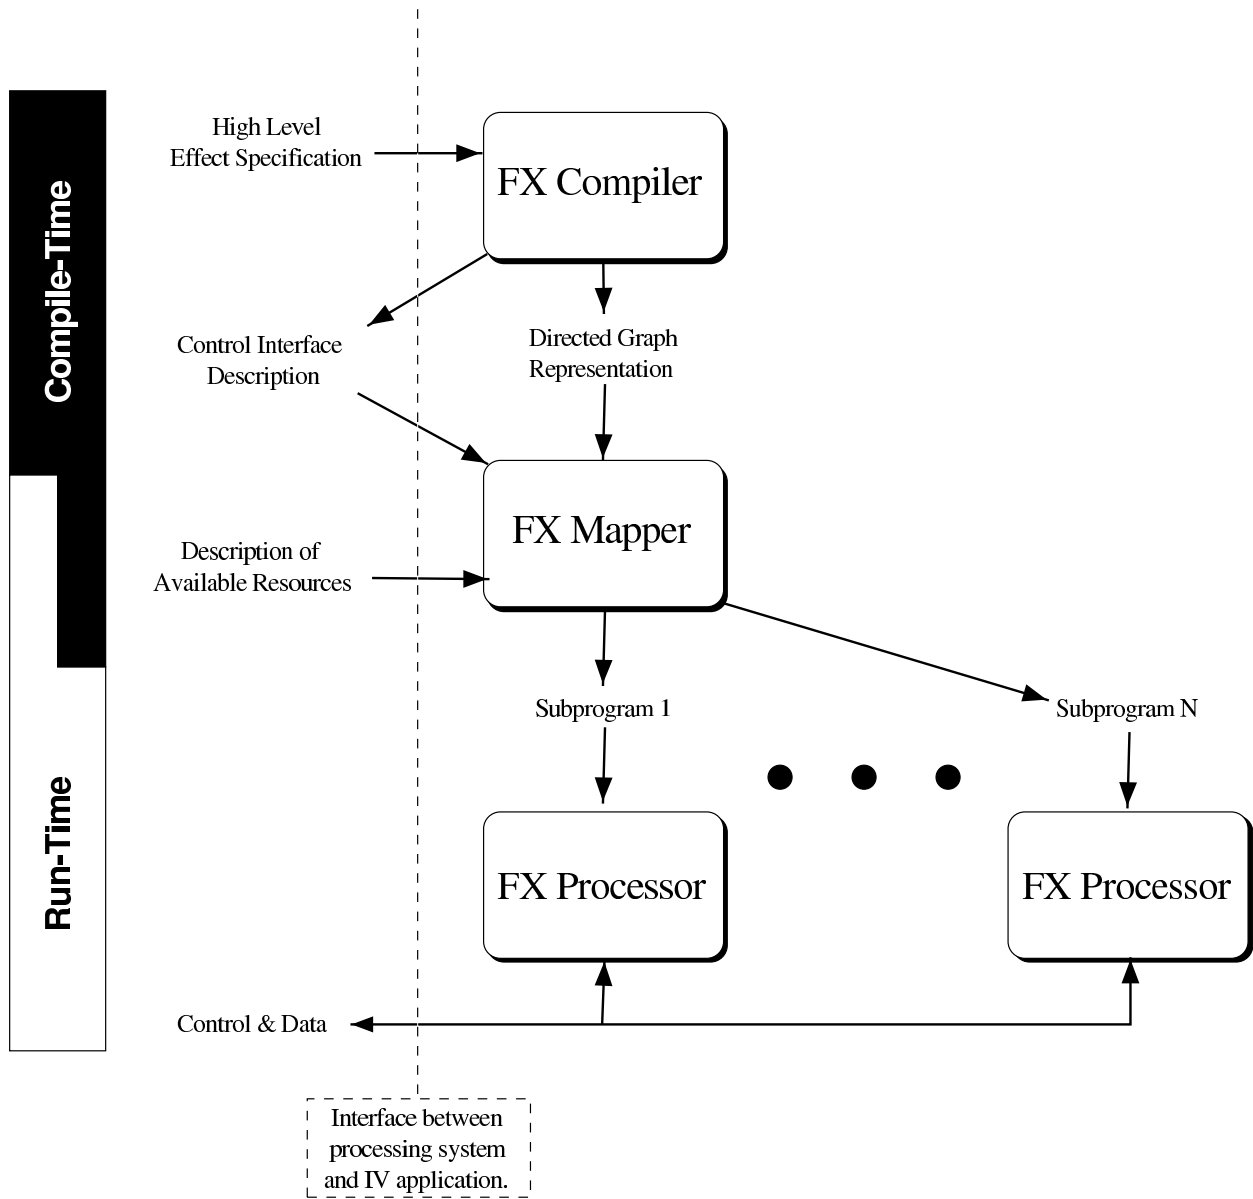 High Level
Effect Specification
FX Compiler
Compile-Time
Control Interface
Description
Directed Graph
Representation
FX Mapper
Description of
Available Resources
Subprogram 1
Subprogram N
Run-Time
FX Processor
FX Processor
Control & Data
Interface between
processing system
and IV application.